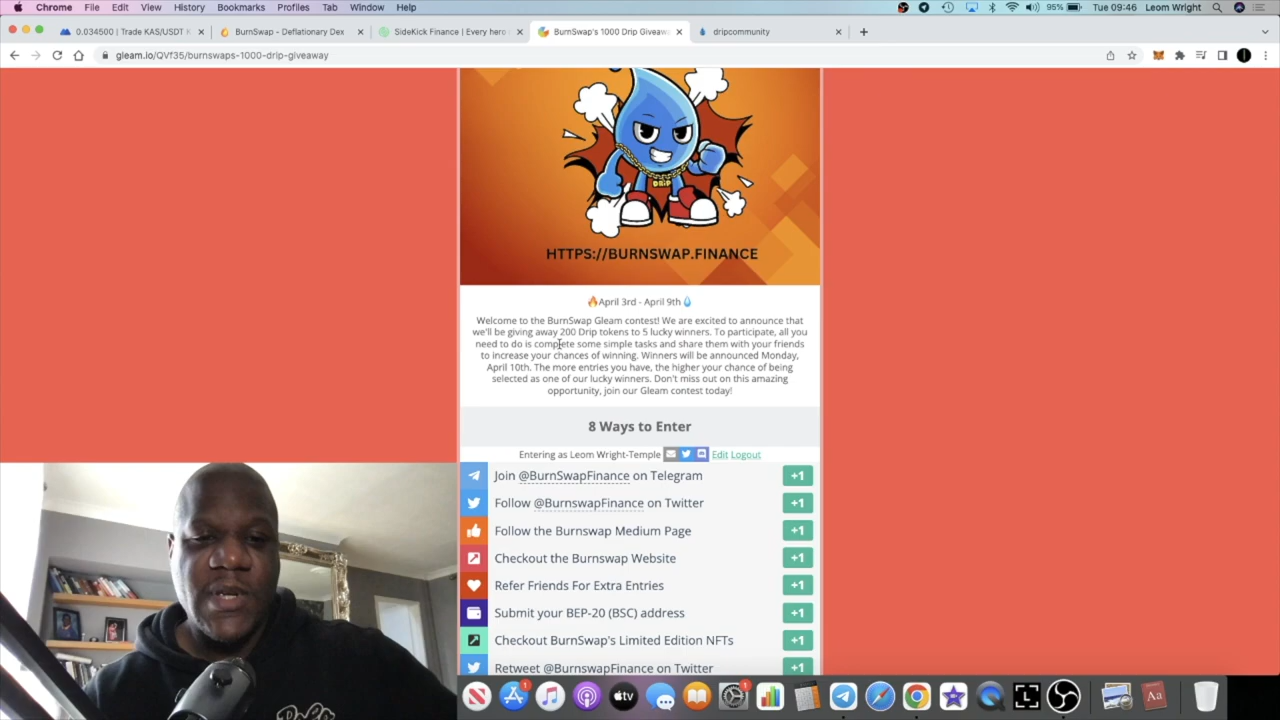 Chrome File Edit View History Bookmarks Profiles Tab Window Help 95% Tue 09:46 Leom Wright
0.034500 | Trade KAS/USDT BurnSwap - Deflationary Dex SideKick Finance | Every hero BurnSwap's 1000 Drip Giveaw dripcommunity
gleam.io/QVf35/burnswaps-1000-drip-giveaway
DRIP
HTTPS://BURNSWAP.FINANCE
🔥April 3rd - April 9th💧
Welcome to the BurnSwap Gleam contest! We are excited to announce that
we'll be giving away 200 Drip tokens to 5 lucky winners. To participate, all you
need to do is complete some simple tasks and share them with your friends
to increase your chances of winning. Winners will be announced Monday,
April 10th. The more entries you have, the higher your chance of being
selected as one of our lucky winners. Don't miss out on this amazing
opportunity, join our Gleam contest today!
8 Ways to Enter
Entering as Leom Wright-Temple Edit Logout
Join @BurnSwapFinance on Telegram +1
Follow @BurnswapFinance on Twitter +1
Follow the Burnswap Medium Page +1
Checkout the Burnswap Website +1
Refer Friends For Extra Entries +1
Submit your BEP-20 (BSC) address +1
Checkout BurnSwap's Limited Edition NFTs +1
Retweet @BurnswapFinance on Twitter +1
tv
Aa